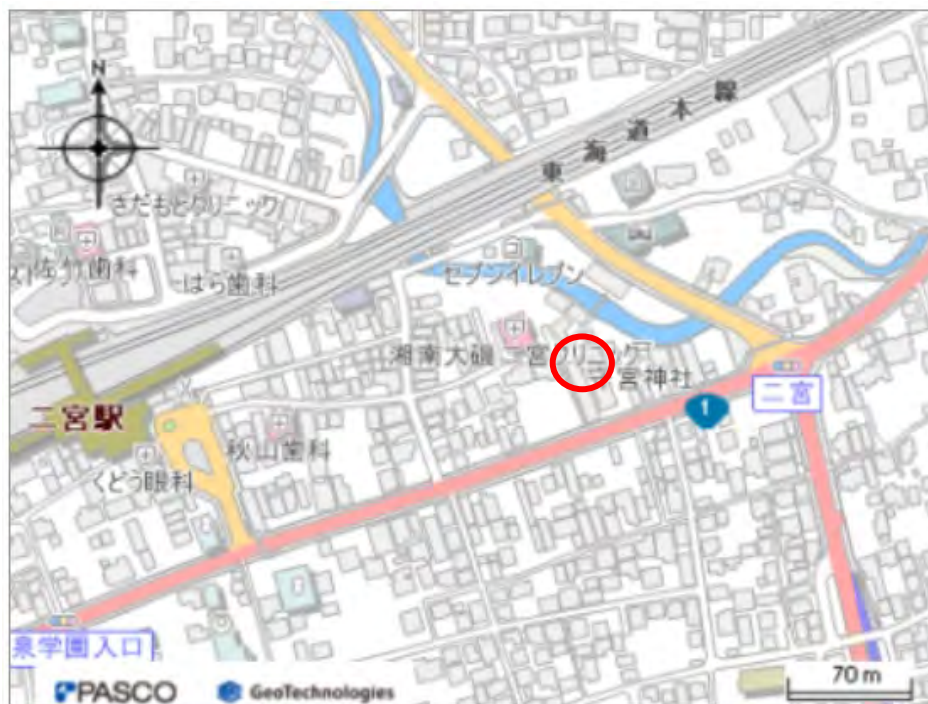 N
東海道本線
さだもとクリニック
佐竹歯科
はら歯科
セブンイレブン
湘南大磯二宮クリニック
二宮神社
1
二宮
二宮駅
秋山歯科
くどう眼科
泉学園入口
PASCO
GeoTechnologies
70 m